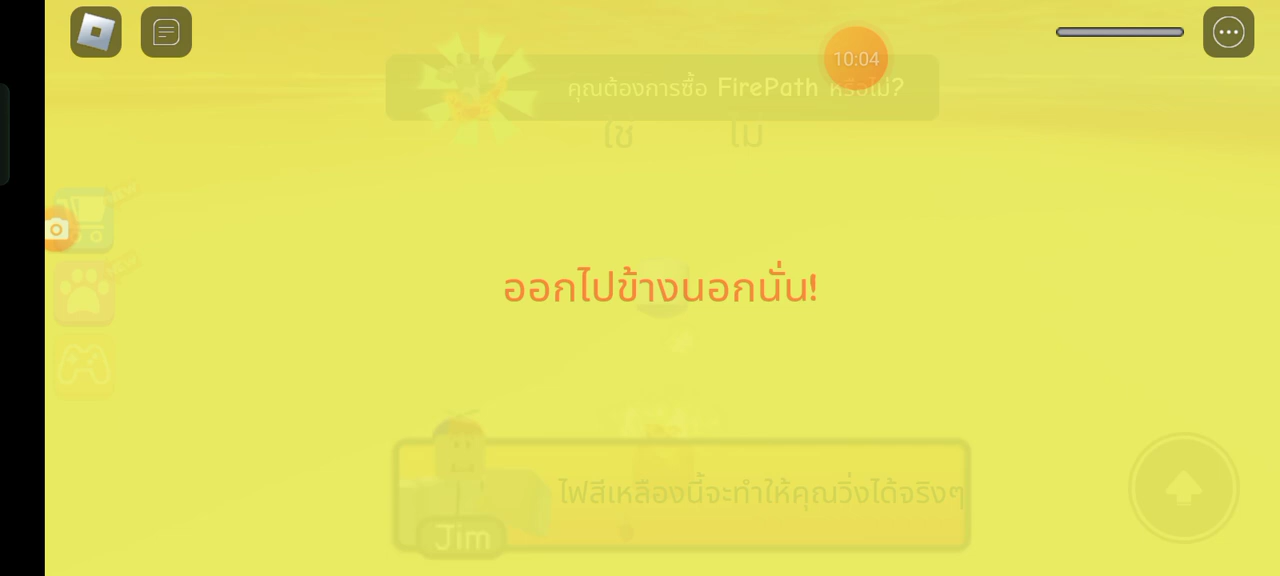 10:04
คุณต้องการซื้อ FirePath หรือไม่?
ใช่ ไม่
NEW
NEW
ออกไปข้างนอกนั่น!
ไฟสีเหลืองนี้จะทำให้คุณวิ่งได้จริงๆ
Jim